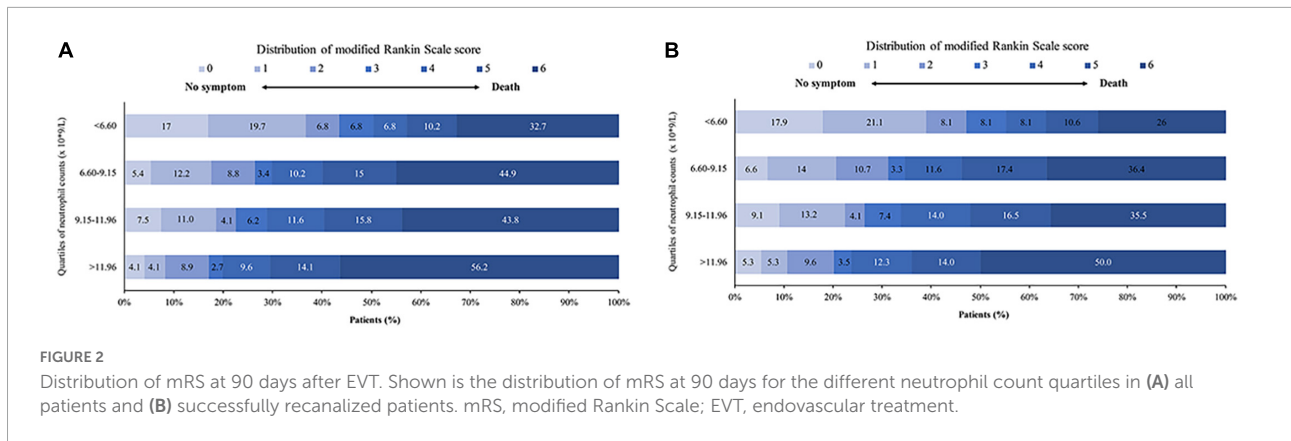 A
Distribution of modified Rankin Scale score
0 1 2 3 4 5 6
No symptom Death
Quartiles of neutrophil counts (x 10*9/L)
<6.60 17 19.7 6.8 6.8 6.8 10.2 32.7
6.60-9.15 5.4 12.2 8.8 3.4 10.2 15 44.9
9.15-11.96 7.5 11.0 4.1 6.2 11.6 15.8 43.8
>11.96 4.1 4.1 8.9 2.7 9.6 14.1 56.2
0% 10% 20% 30% 40% 50% 60% 70% 80% 90% 100%
Patients (%)
B
Distribution of modified Rankin Scale score
0 1 2 3 4 5 6
No symptom Death
Quartiles of neutrophil counts (x 10*9/L)
<6.60 17.9 21.1 8.1 8.1 8.1 10.6 26
6.60-9.15 6.6 14 10.7 3.3 11.6 17.4 36.4
9.15-11.96 9.1 13.2 4.1 7.4 14.0 16.5 35.5
>11.96 5.3 5.3 9.6 3.5 12.3 14.0 50.0
0% 10% 20% 30% 40% 50% 60% 70% 80% 90% 100%
Patients (%)
FIGURE 2
Distribution of mRS at 90 days after EVT. Shown is the distribution of mRS at 90 days for the different neutrophil count quartiles in (A) all
patients and (B) successfully recanalized patients. mRS, modified Rankin Scale; EVT, endovascular treatment.